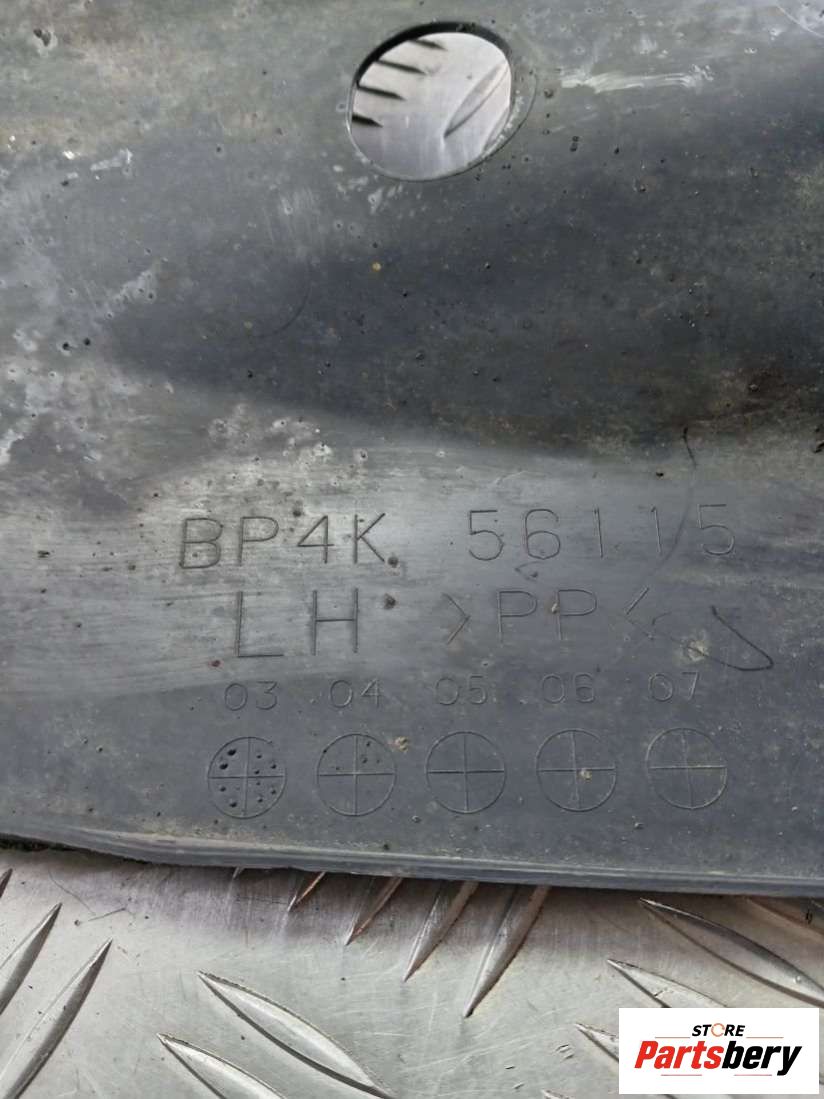 BP4K 56115
LH >PP<
03 04 05 06 07
STORE
Partsbery